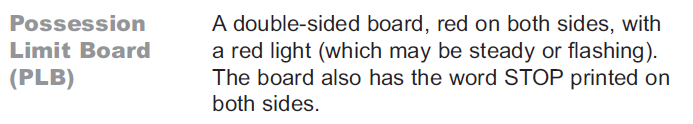 Possession
Limit Board
(PLB)
A double-sided board, red on both sides, with
a red light (which may be steady or flashing).
The board also has the word STOP printed on
both sides.